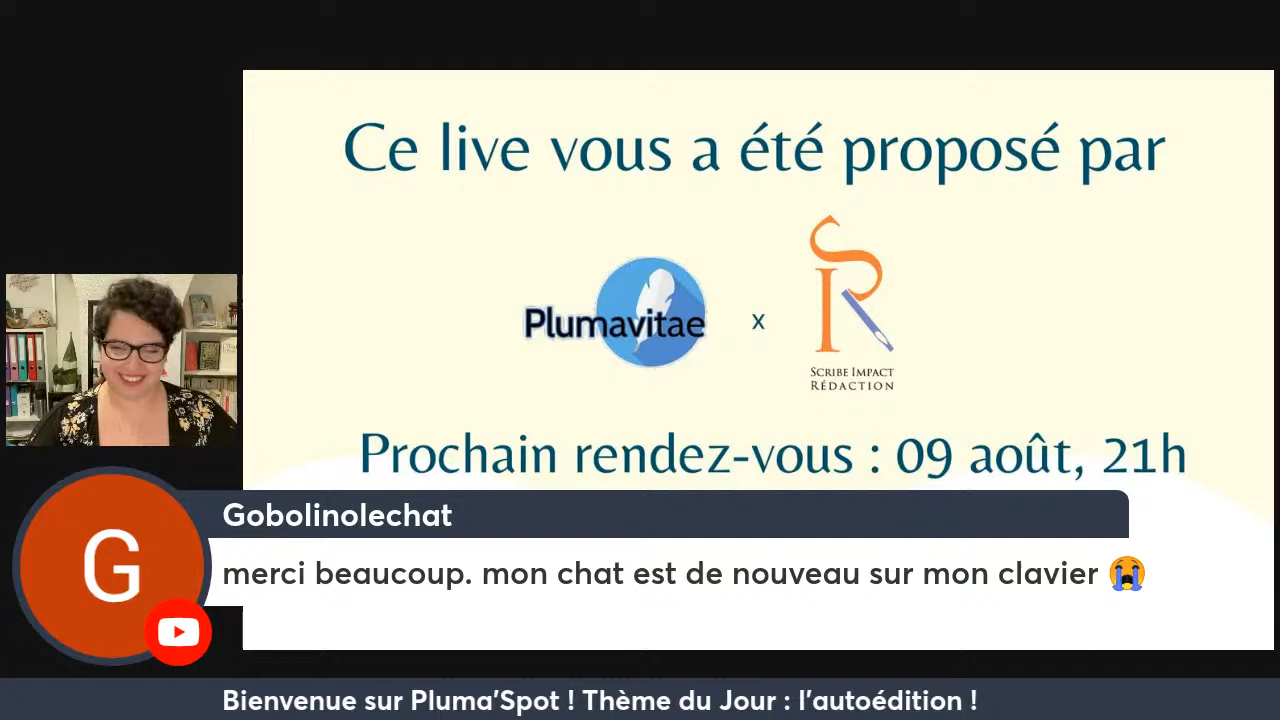 Ce live vous a été proposé par
Plumavitae
x
SR
SCRIBE IMPACT
RÉDACTION
Prochain rendez-vous : 09 août, 21h
G
Gobolinolechat
merci beaucoup. mon chat est de nouveau sur mon clavier 😭
Bienvenue sur Pluma'Spot ! Thème du Jour : l'autoédition !